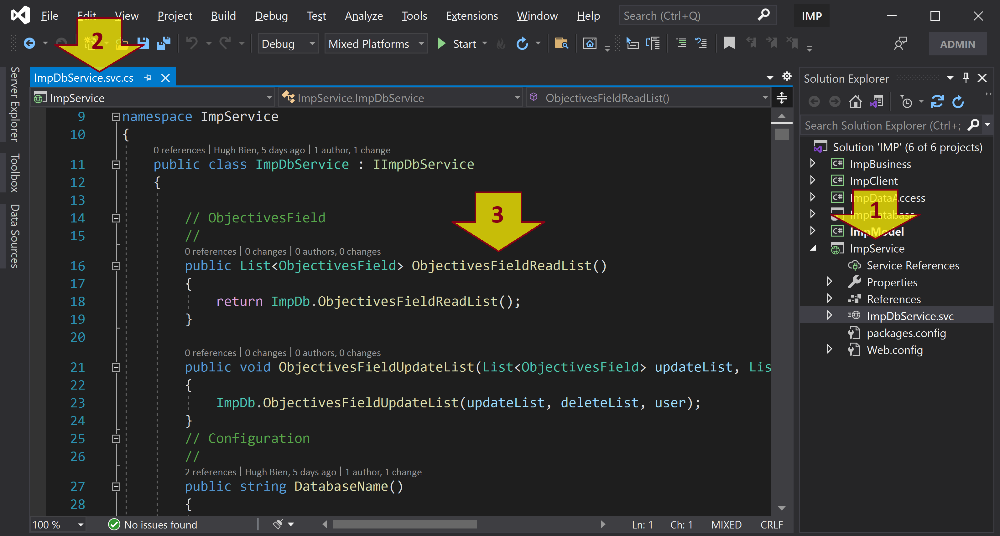 File Edit View Project Build Debug Test Analyze Tools Extensions Window Help Search (Ctrl+Q) IMP
2
Debug Mixed Platforms Start ADMIN
Server Explorer
Toolbox
Data Sources
ImpDbService.svc.cs
ImpService ImpService.ImpDbService ObjectivesFieldReadList()
9 namespace ImpService
10 {
0 references | Hugh Bien, 5 days ago | 1 author, 1 change
11 public class ImpDbService : IImpDbService
12 {
13
14 // ObjectivesField
3
15 //
0 references | 0 changes | 0 authors, 0 changes
16 public List<ObjectivesField> ObjectivesFieldReadList()
17 {
18 return ImpDb.ObjectivesFieldReadList();
19 }
20
0 references | 0 changes | 0 authors, 0 changes
21 public void ObjectivesFieldUpdateList(List<ObjectivesField> updateList, Lis
22 {
23 ImpDb.ObjectivesFieldUpdateList(updateList, deleteList, user);
24 }
25 // Configuration
26 //
2 references | Hugh Bien, 5 days ago | 1 author, 1 change
27 public string DatabaseName()
28 {
100 % No issues found Ln: 1 Ch: 1 MIXED CRLF
Solution Explorer
Search Solution Explorer (Ctrl+;
Solution 'IMP' (6 of 6 projects)
C# ImpBusiness
C# ImpClient
C# ImpDataAccess
ImpDatabase
1
C# ImpModel
ImpService
Service References
Properties
References
ImpDbService.svc
packages.config
Web.config